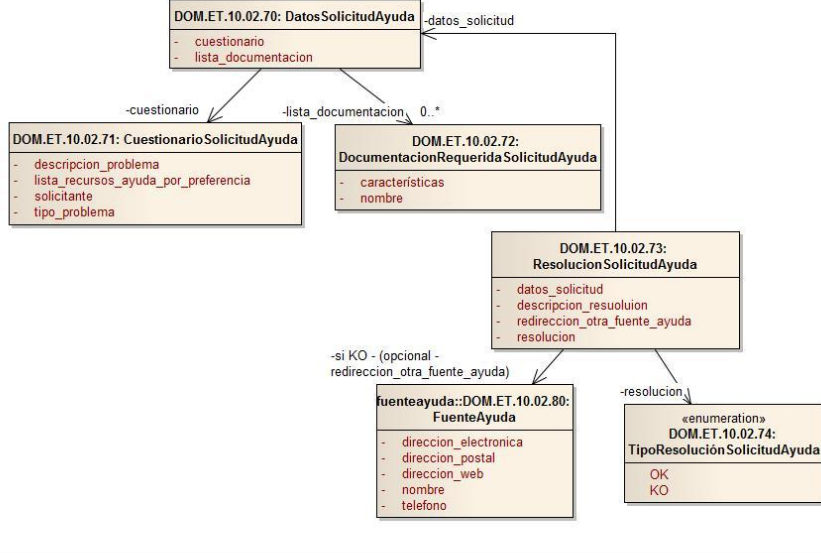 DOM.ET.10.02.70: DatosSolicitudAyuda
- cuestionario
- lista_documentacion
-datos_solicitud
-cuestionario
-lista_documentacion 0..*
DOM.ET.10.02.71: CuestionarioSolicitudAyuda
- descripcion_problema
- lista_recursos_ayuda_por_preferencia
- solicitante
- tipo_problema
DOM.ET.10.02.72:
DocumentacionRequeridaSolicitudAyuda
- características
- nombre
DOM.ET.10.02.73:
ResolucionSolicitudAyuda
- datos_solicitud
- descripcion_resuoluion
- redireccion_otra_fuente_ayuda
- resolucion
-si KO - (opcional -
redireccion_otra_fuente_ayuda)
-resolucion
fuenteayuda::DOM.ET.10.02.80:
FuenteAyuda
- direccion_electronica
- direccion_postal
- direccion_web
- nombre
- telefono
«enumeration»
DOM.ET.10.02.74:
TipoResoluciónSolicitudAyuda
OK
KO